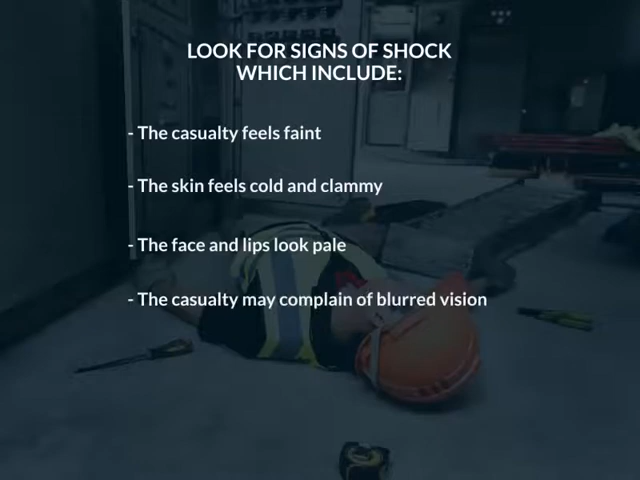 LOOK FOR SIGNS OF SHOCK
WHICH INCLUDE:
- The casualty feels faint
- The skin feels cold and clammy
- The face and lips look pale
- The casualty may complain of blurred vision